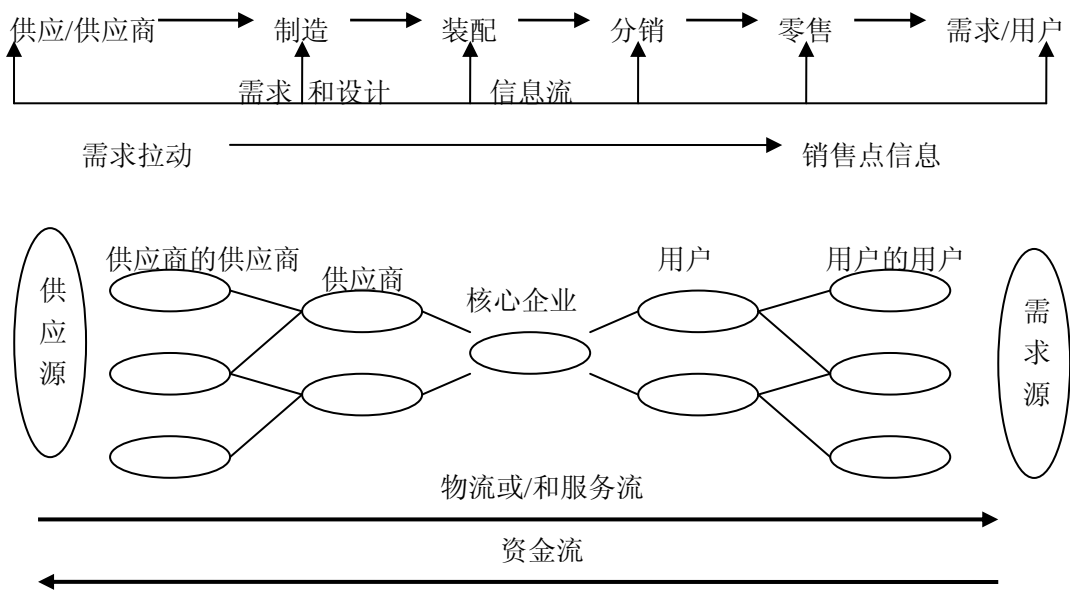 供应/供应商 制造 装配 分销 零售 需求/用户
需求 和设计 信息流
需求拉动 销售点信息
供应商的供应商 用户 用户的用户
供应商
核心企业
供应源
需求源
物流或/和服务流
资金流